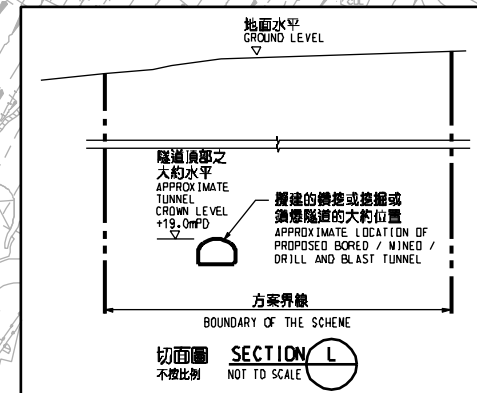 地面水平
GROUND LEVEL
隧道頂部之
大約水平
APPROXIMATE
TUNNEL
CROWN LEVEL
+19.0mPD
擬建的鑽挖或挖掘或
鑽爆隧道的大約位置
APPROXIMATE LOCATION OF
PROPOSED BORED / MINED /
DRILL AND BLAST TUNNEL
方案界線
BOUNDARY OF THE SCHEME
切面圖 SECTION L
不按比例 NOT TO SCALE